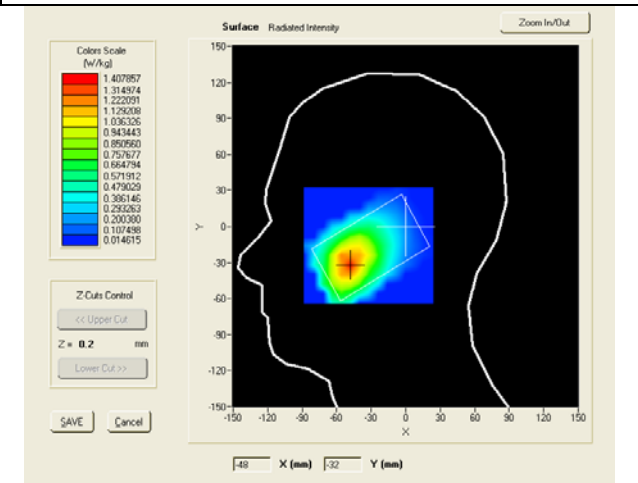 Surface Radiated Intensity
Zoom In/Out
Colors Scale
(W/kg)
1.407857
1.314974
1.222091
1.129208
1.036326
0.943443
0.850560
0.757677
0.664794
0.571912
0.479029
0.386146
0.293263
0.200380
0.107498
0.014615
150
120
90
60
30
0
-30
-60
-90
-120
-150
Y
-150 -120 -90 -60 -30 0 30 60 90 120 150
X
Z-Cuts Control
<< Upper Cut
Z = 0.2 mm
Lower Cut >>
SAVE Cancel
-48 X (mm) -32 Y (mm)